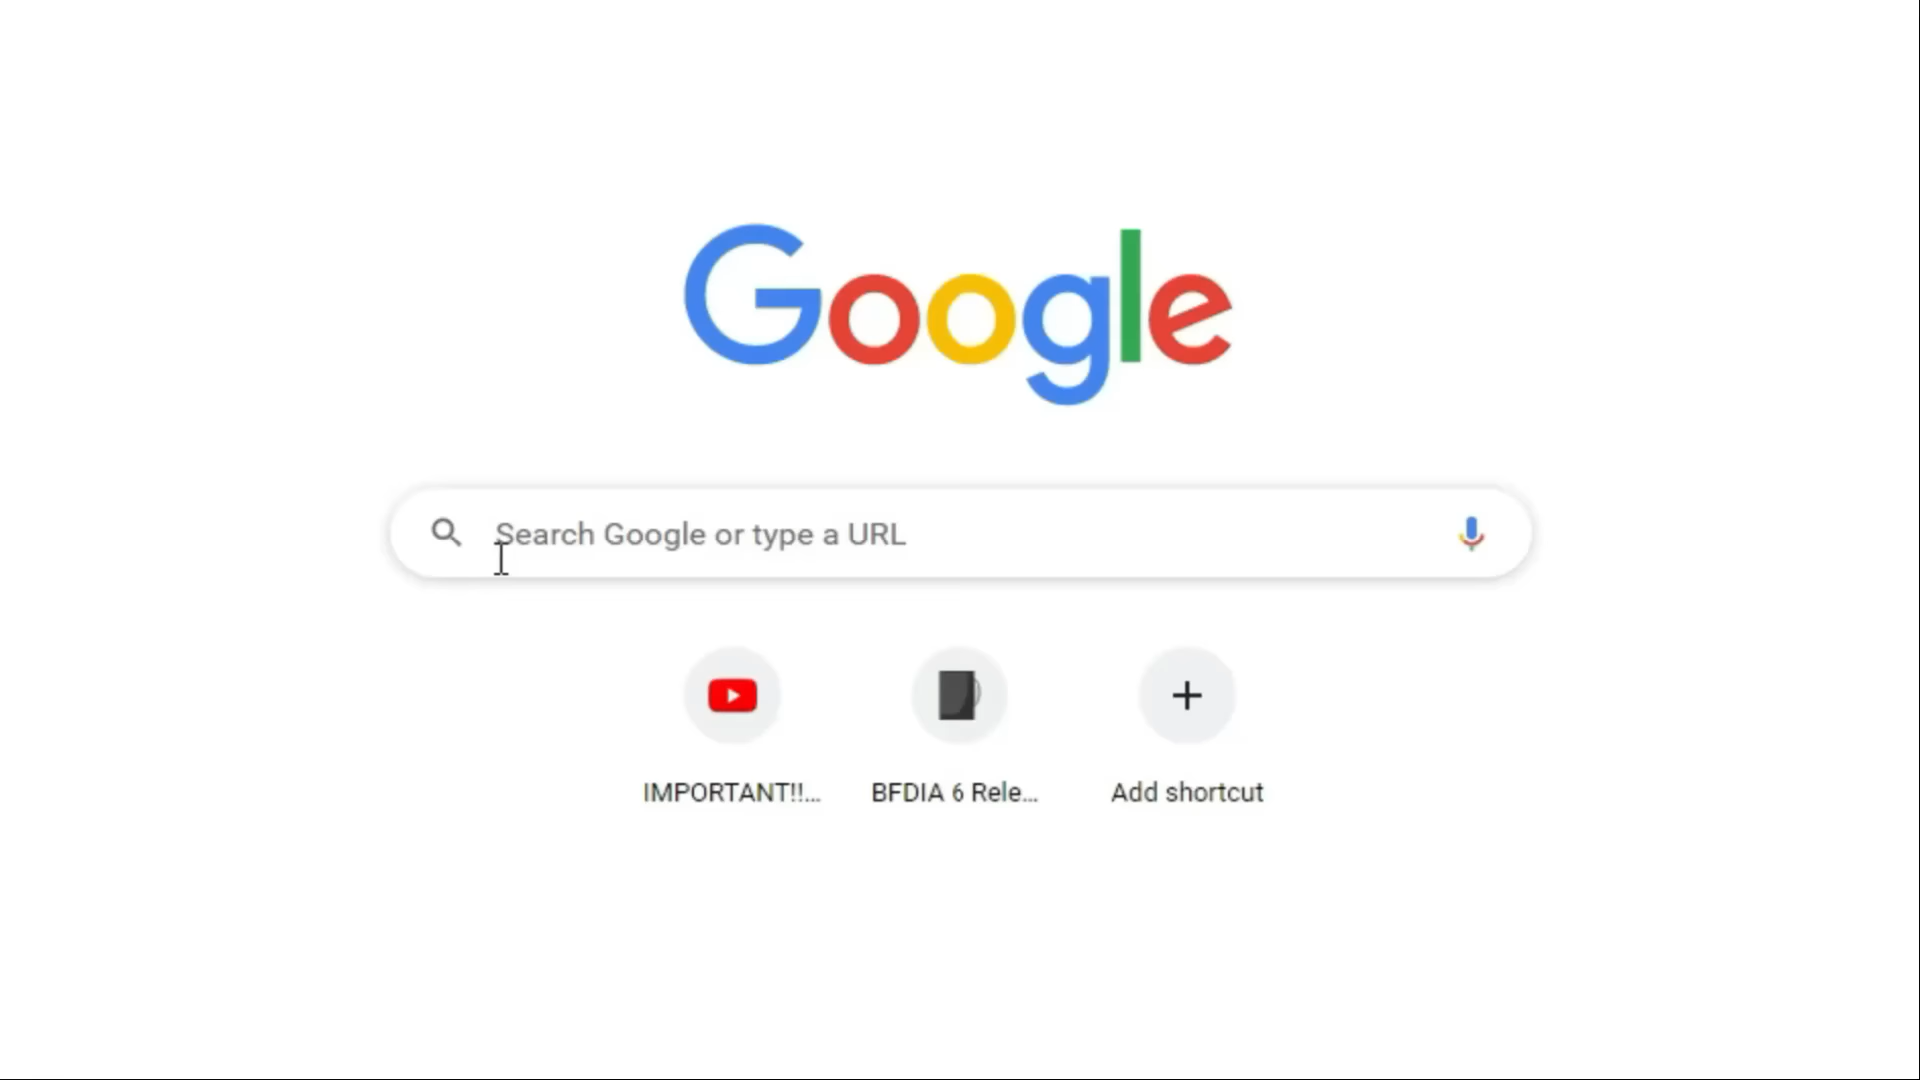 Google
Search Google or type a URL
IMPORTANT!!...
BFDIA 6 Rele...
Add shortcut